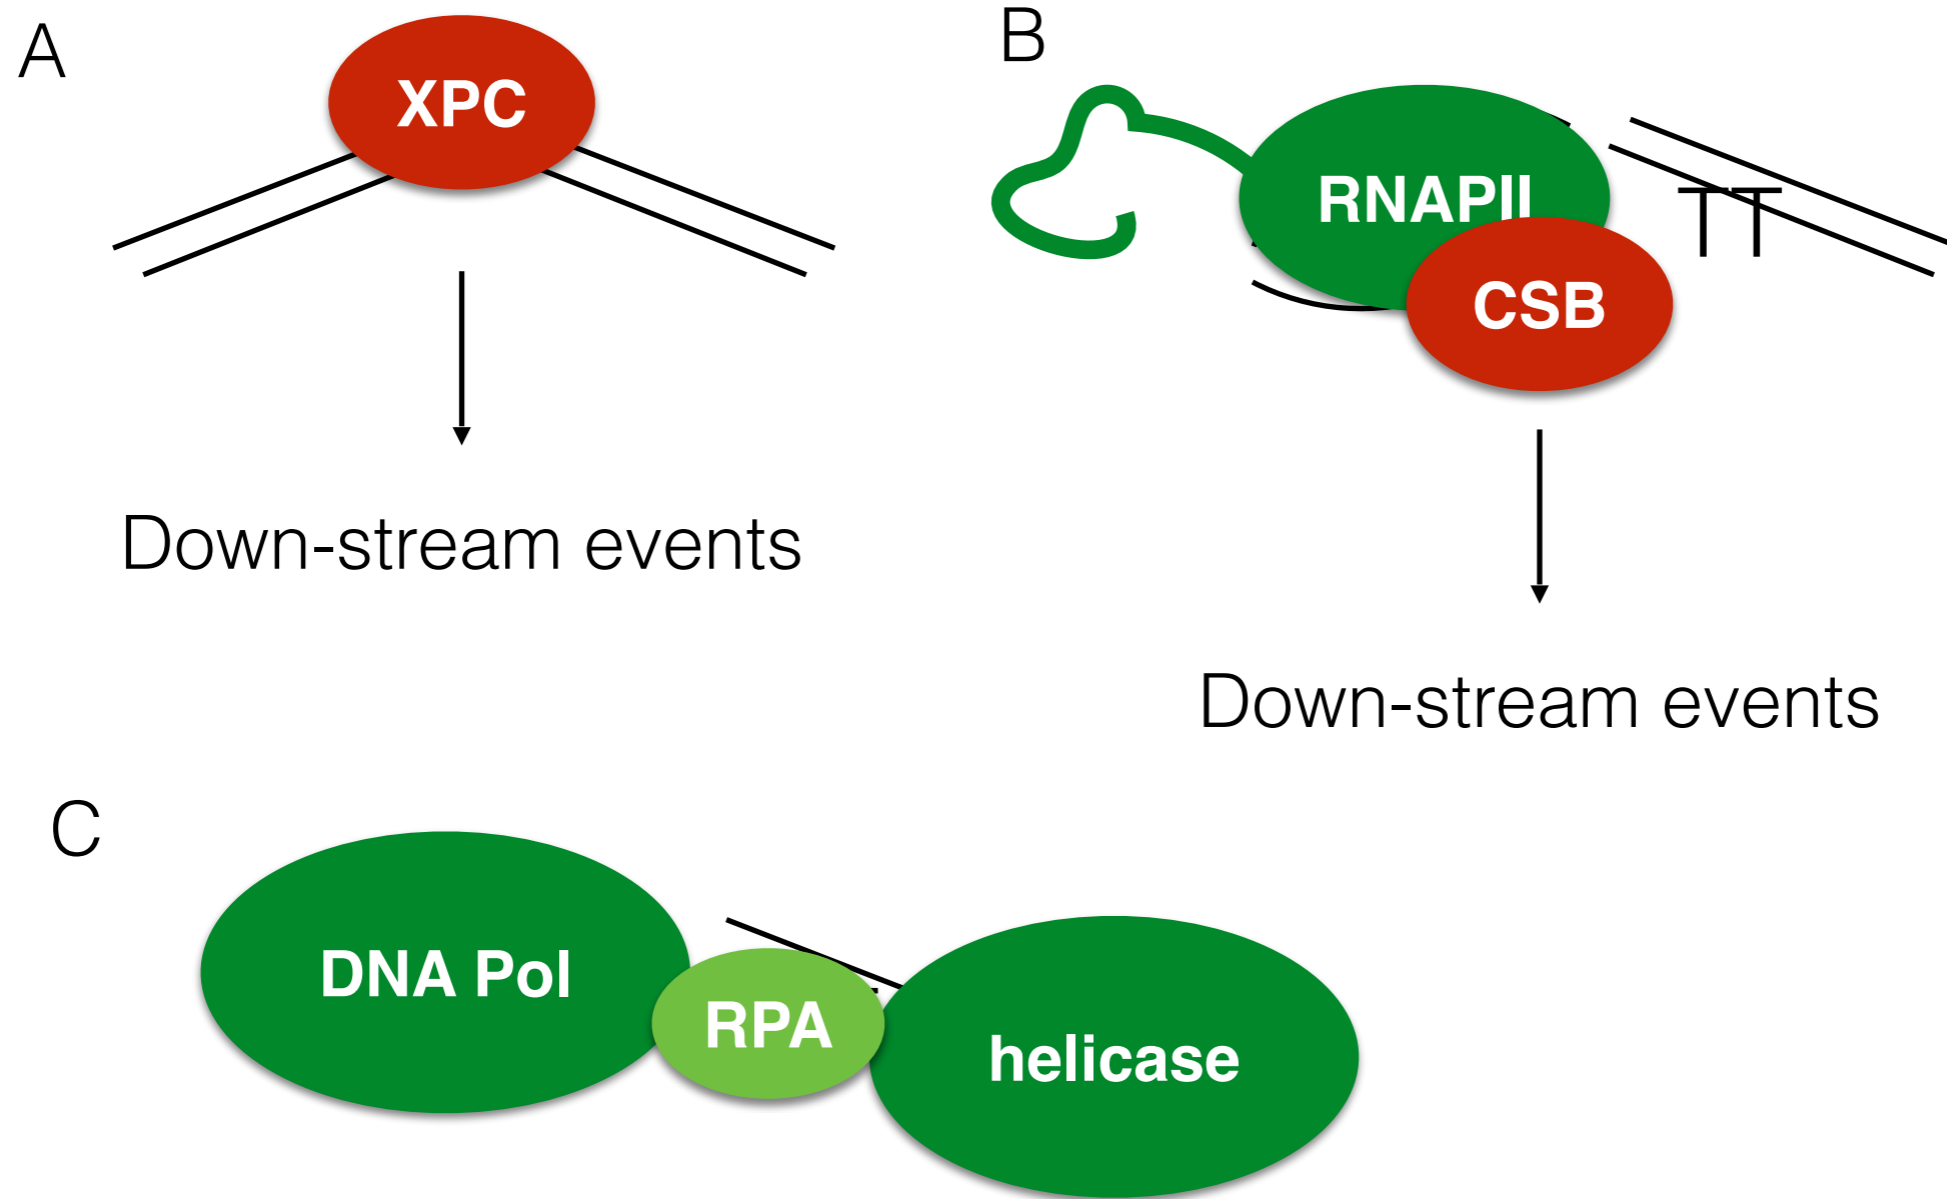 A
XPC
Down-stream events
B
RNAPII
TT
CSB
Down-stream events
C
DNA Pol
RPA
helicase